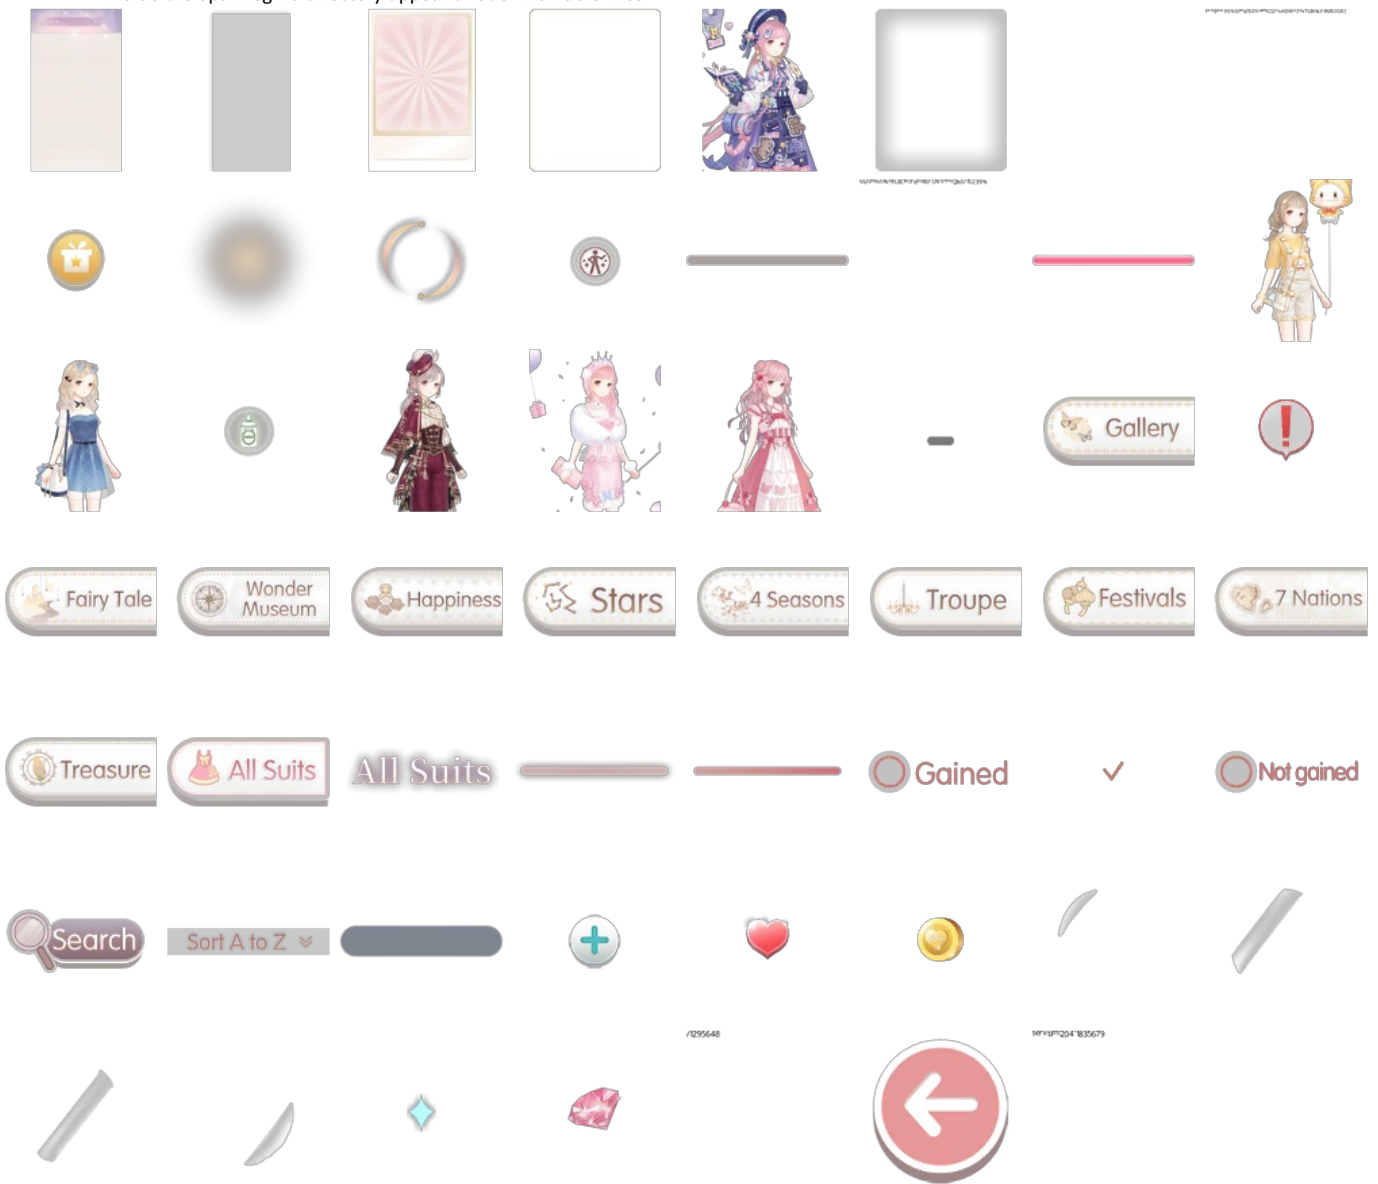 Gallery
Fairy Tale
Wonder
Museum
Happiness
Stars
4 Seasons
Troupe
Festivals
7 Nations
Treasure
All Suits
All Suits
Gained
Not gained
Search
Sort A to Z
/1295648